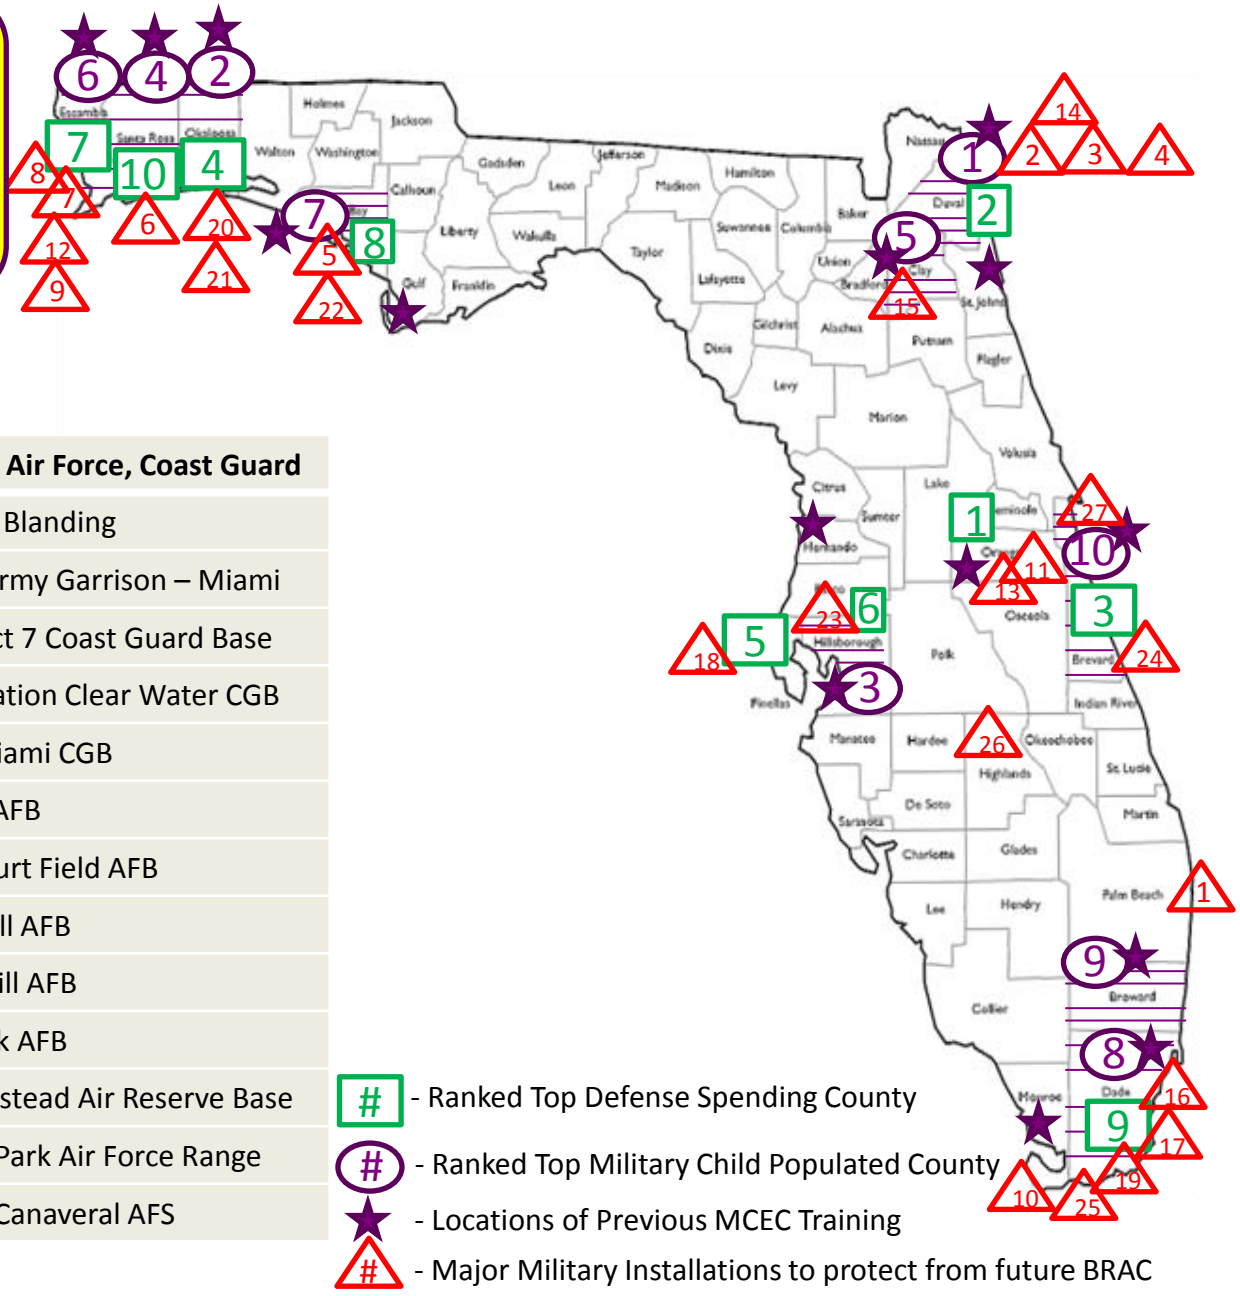 6 4 2
Escambia
Santa Rosa
Okaloosa
7 10 4
8 7 6 20
12 21
9
Holmes
Jackson
Walton
Washington
Calhoun
Bay
7
8
5
22
Gulf
Franklin
Liberty
Gadsden
Leon
Wakulla
Jefferson
Madison
Taylor
Hamilton
Suwannee
Columbia
Lafayette
Dixie
Gilchrist
Baker
Union
Bradford
Alachua
Levy
Marion
Nassau
1
14
2 3 4
Duval
2
5
Clay
15
St. Johns
Putnam
Flagler
Volusia
Citrus
Sumter
Lake
Hernando
1
eminole
Orange
27
10
11
13
Osceola
3
Brevard
24
Indian River
23
6
5
18
Hillsborough
Pinellas
3
Polk
Manatee
Hardee
26
Highlands
Okeechobee
St. Lucie
De Soto
Sarasota
Martin
Charlotte
Glades
Lee
Hendry
Palm Beach
1
9
Broward
Collier
8
Monroe
Dade
9
16
17
19
10
25
Air Force, Coast Guard
Blanding
rmy Garrison – Miami
ct 7 Coast Guard Base
ation Clear Water CGB
iami CGB
AFB
urt Field AFB
ll AFB
ill AFB
k AFB
stead Air Reserve Base
Park Air Force Range
Canaveral AFS
# - Ranked Top Defense Spending County
# - Ranked Top Military Child Populated County
- Locations of Previous MCEC Training
# - Major Military Installations to protect from future BRAC